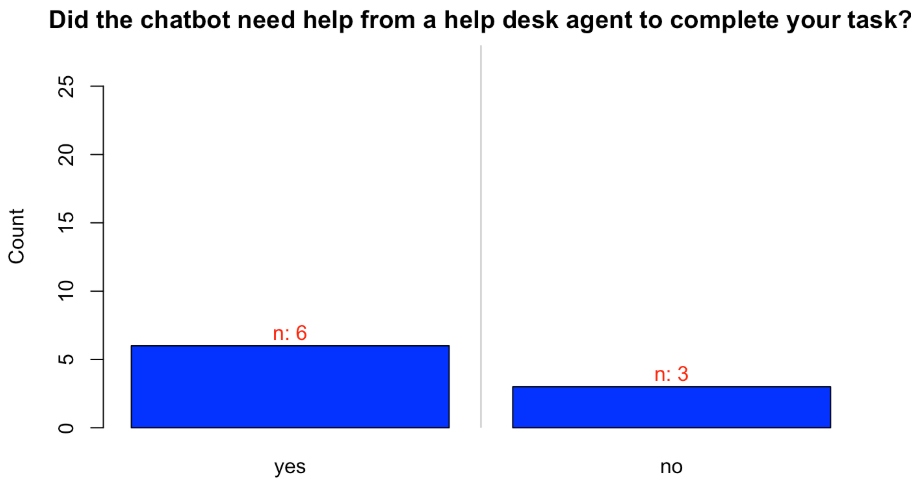 Did the chatbot need help from a help desk agent to complete your task?
25
20
15
10
5
0
Count
n: 6
n: 3
yes
no